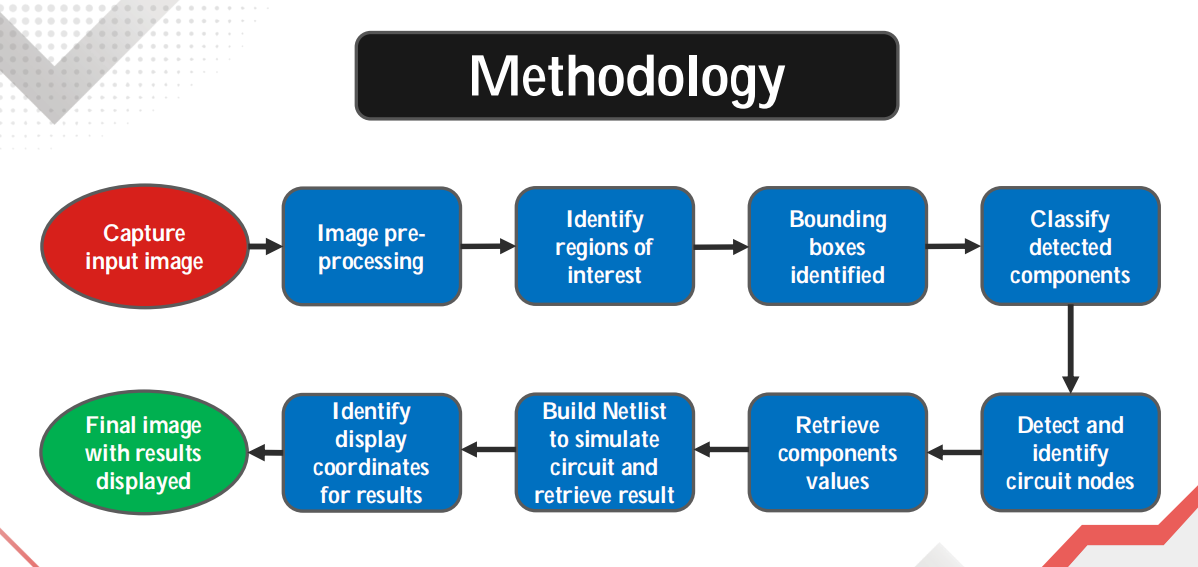 Methodology
Capture
input image
Image pre-
processing
Identify
regions of
interest
Bounding
boxes
identified
Classify
detected
components
Detect and
identify
circuit nodes
Retrieve
components
values
Build Netlist
to simulate
circuit and
retrieve result
Identify
display
coordinates
for results
Final image
with results
displayed